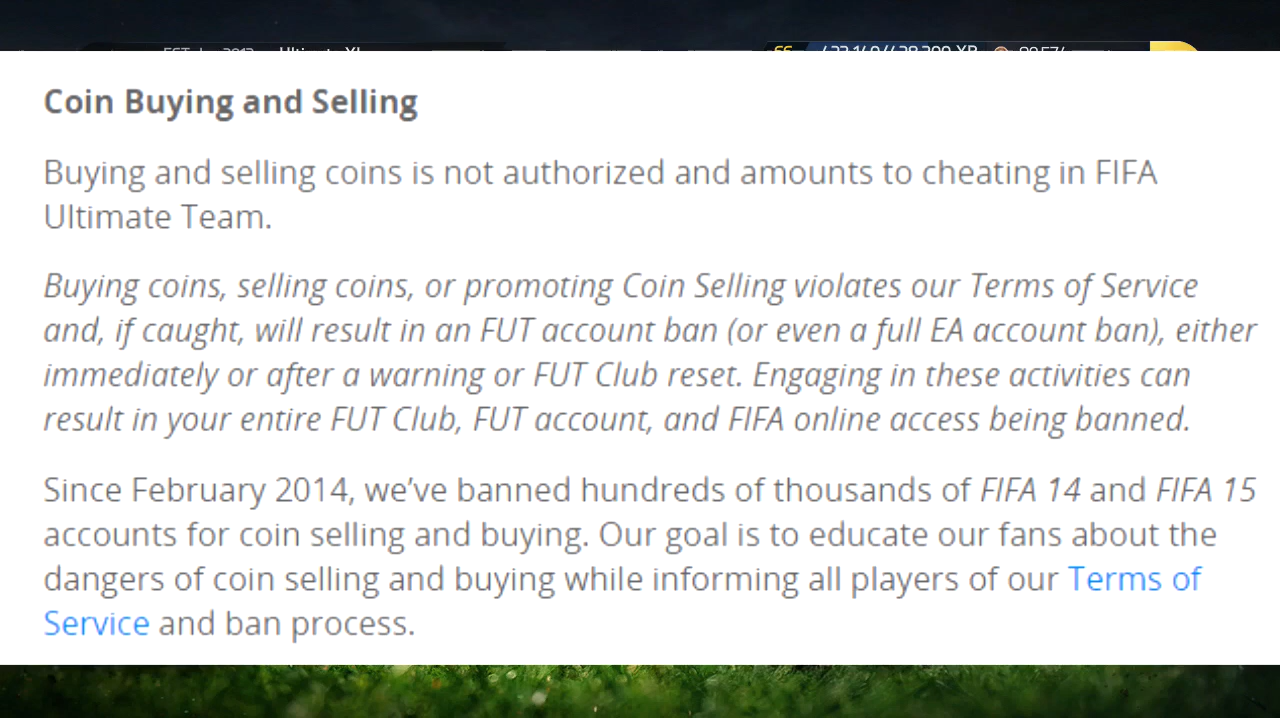 Coin Buying and Selling
Buying and selling coins is not authorized and amounts to cheating in FIFA
Ultimate Team.
Buying coins, selling coins, or promoting Coin Selling violates our Terms of Service
and, if caught, will result in an FUT account ban (or even a full EA account ban), either
immediately or after a warning or FUT Club reset. Engaging in these activities can
result in your entire FUT Club, FUT account, and FIFA online access being banned.
Since February 2014, we’ve banned hundreds of thousands of FIFA 14 and FIFA 15
accounts for coin selling and buying. Our goal is to educate our fans about the
dangers of coin selling and buying while informing all players of our Terms of
Service and ban process.